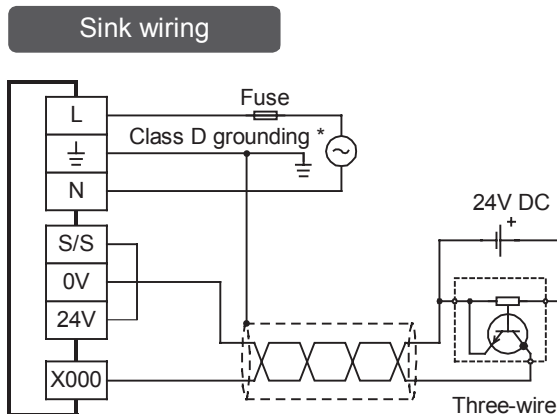 Sink wiring
L
Fuse
Class D grounding *
N
S/S
0V
24V
X000
24V DC
+
Three-wire